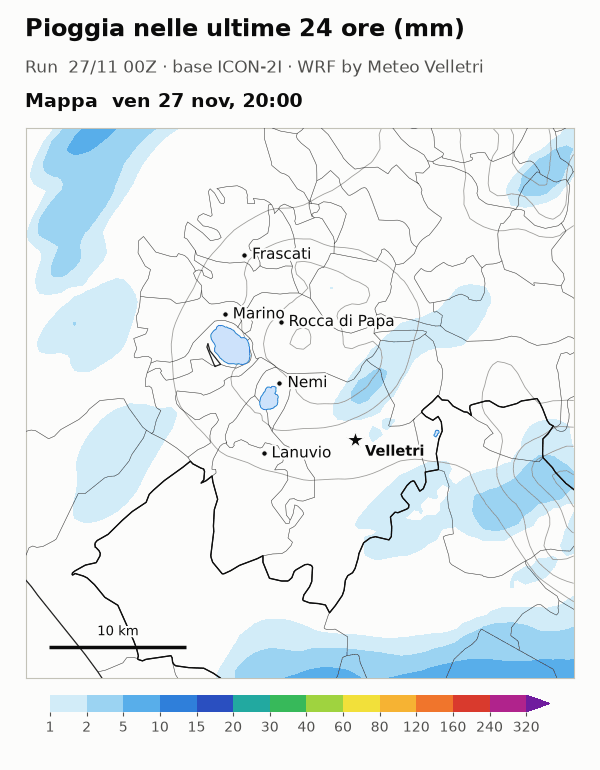 Pioggia nelle ultime 24 ore (mm)
Run  27/11 00Z · base ICON-2I · WRF by Meteo Velletri
Mappa  ven 27 nov, 20:00
Frascati
Marino
Rocca di Papa
Nemi
Velletri
Lanuvio
10 km
1 2 5 10 15 20 30 40 60 80 120 160 240 320